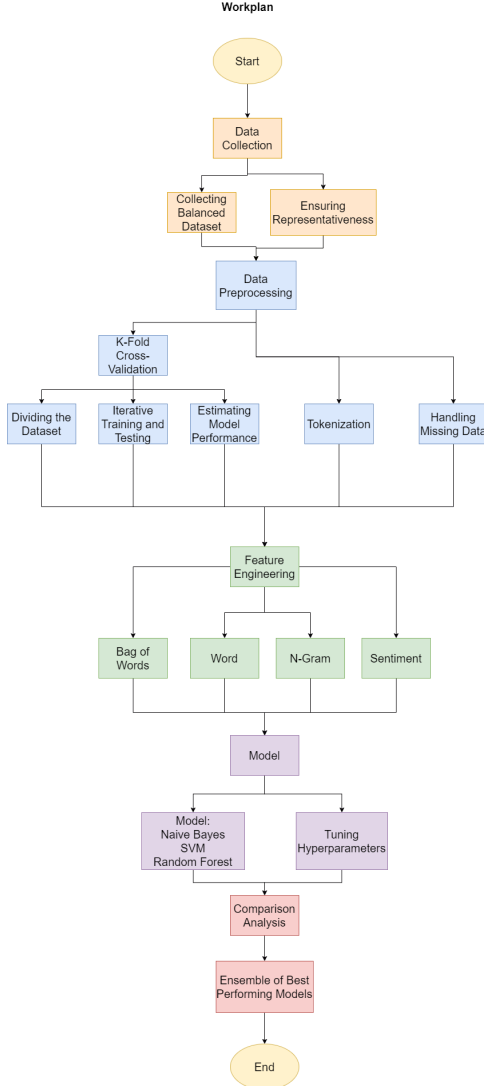 Workplan
Start
Data
Collection
Collecting
Balanced
Dataset
Ensuring
Representativeness
Data
Preprocessing
K-Fold
Cross-
Validation
Dividing the
Dataset
Iterative
Training and
Testing
Estimating
Model
Performance
Tokenization
Handling
Missing Data
Feature
Engineering
Bag of
Words
Word
N-Gram
Sentiment
Model
Model:
Naive Bayes
SVM
Random Forest
Tuning
Hyperparameters
Comparison
Analysis
Ensemble of Best
Performing Models
End